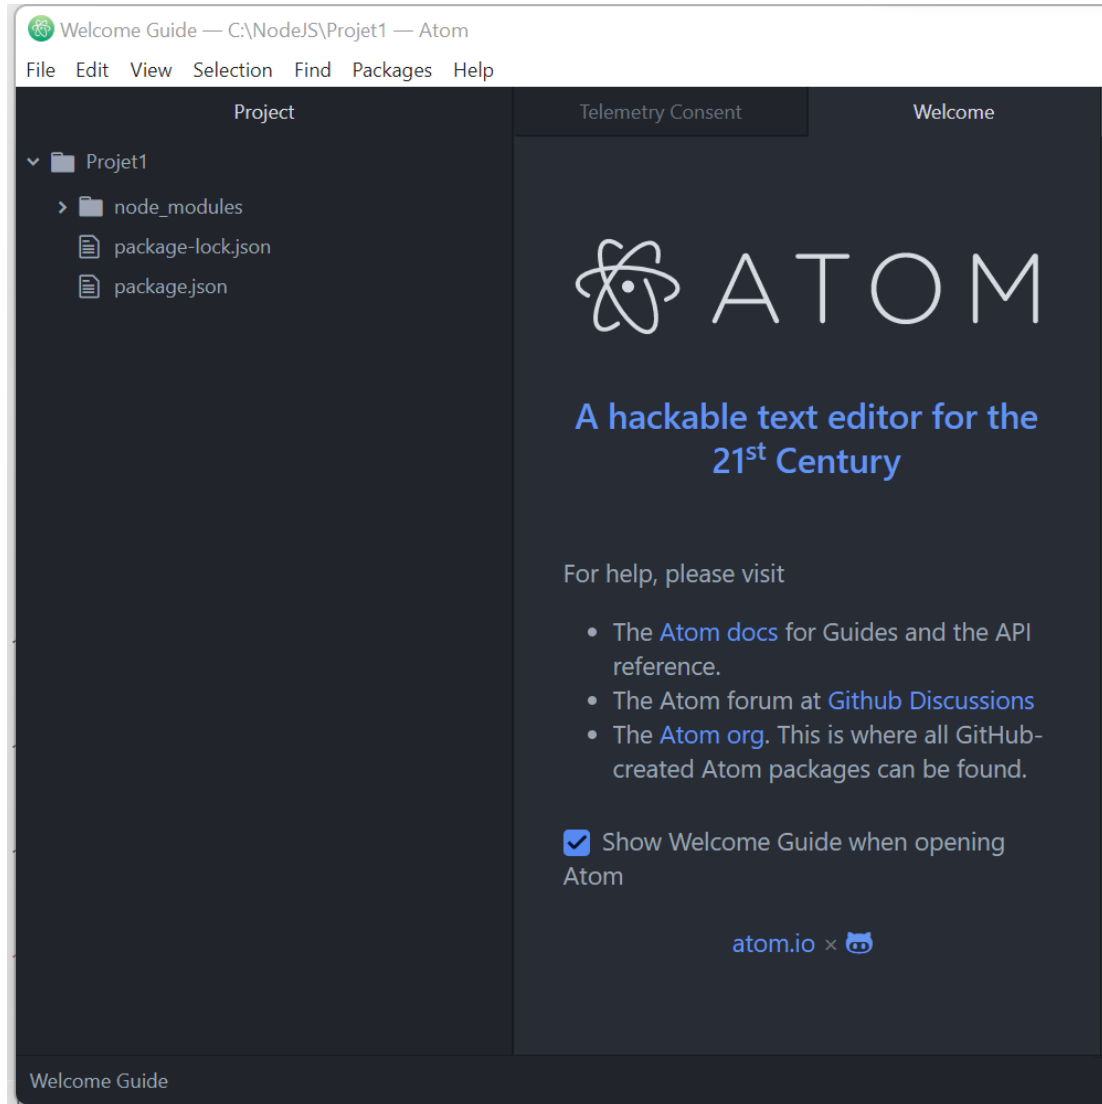 Welcome Guide — C:\NodeJS\Projet1 — Atom
File Edit View Selection Find Packages Help
Project
Telemetry Consent
Welcome
Projet1
node_modules
package-lock.json
package.json
ATOM
A hackable text editor for the
21st Century
For help, please visit
• The Atom docs for Guides and the API
reference.
• The Atom forum at Github Discussions
• The Atom org. This is where all GitHub-
created Atom packages can be found.
Show Welcome Guide when opening
Atom
atom.io ×
Welcome Guide